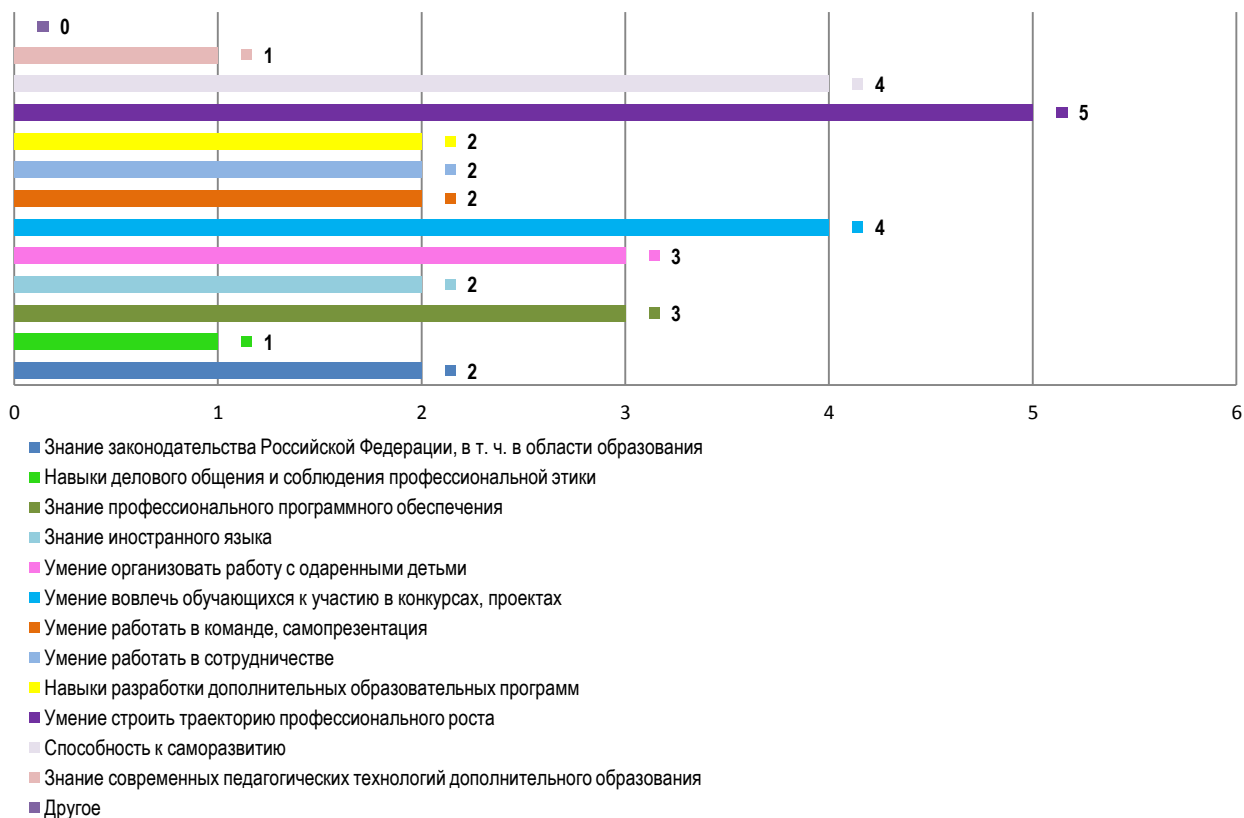 0
1
4
5
2
2
2
4
3
2
3
1
2
0 1 2 3 4 5 6
Знание законодательства Российской Федерации, в т. ч. в области образования
Навыки делового общения и соблюдения профессиональной этики
Знание профессионального программного обеспечения
Знание иностранного языка
Умение организовать работу с одаренными детьми
Умение вовлечь обучающихся к участию в конкурсах, проектах
Умение работать в команде, самопрезентация
Умение работать в сотрудничестве
Навыки разработки дополнительных образовательных программ
Умение строить траекторию профессионального роста
Способность к саморазвитию
Знание современных педагогических технологий дополнительного образования
Другое